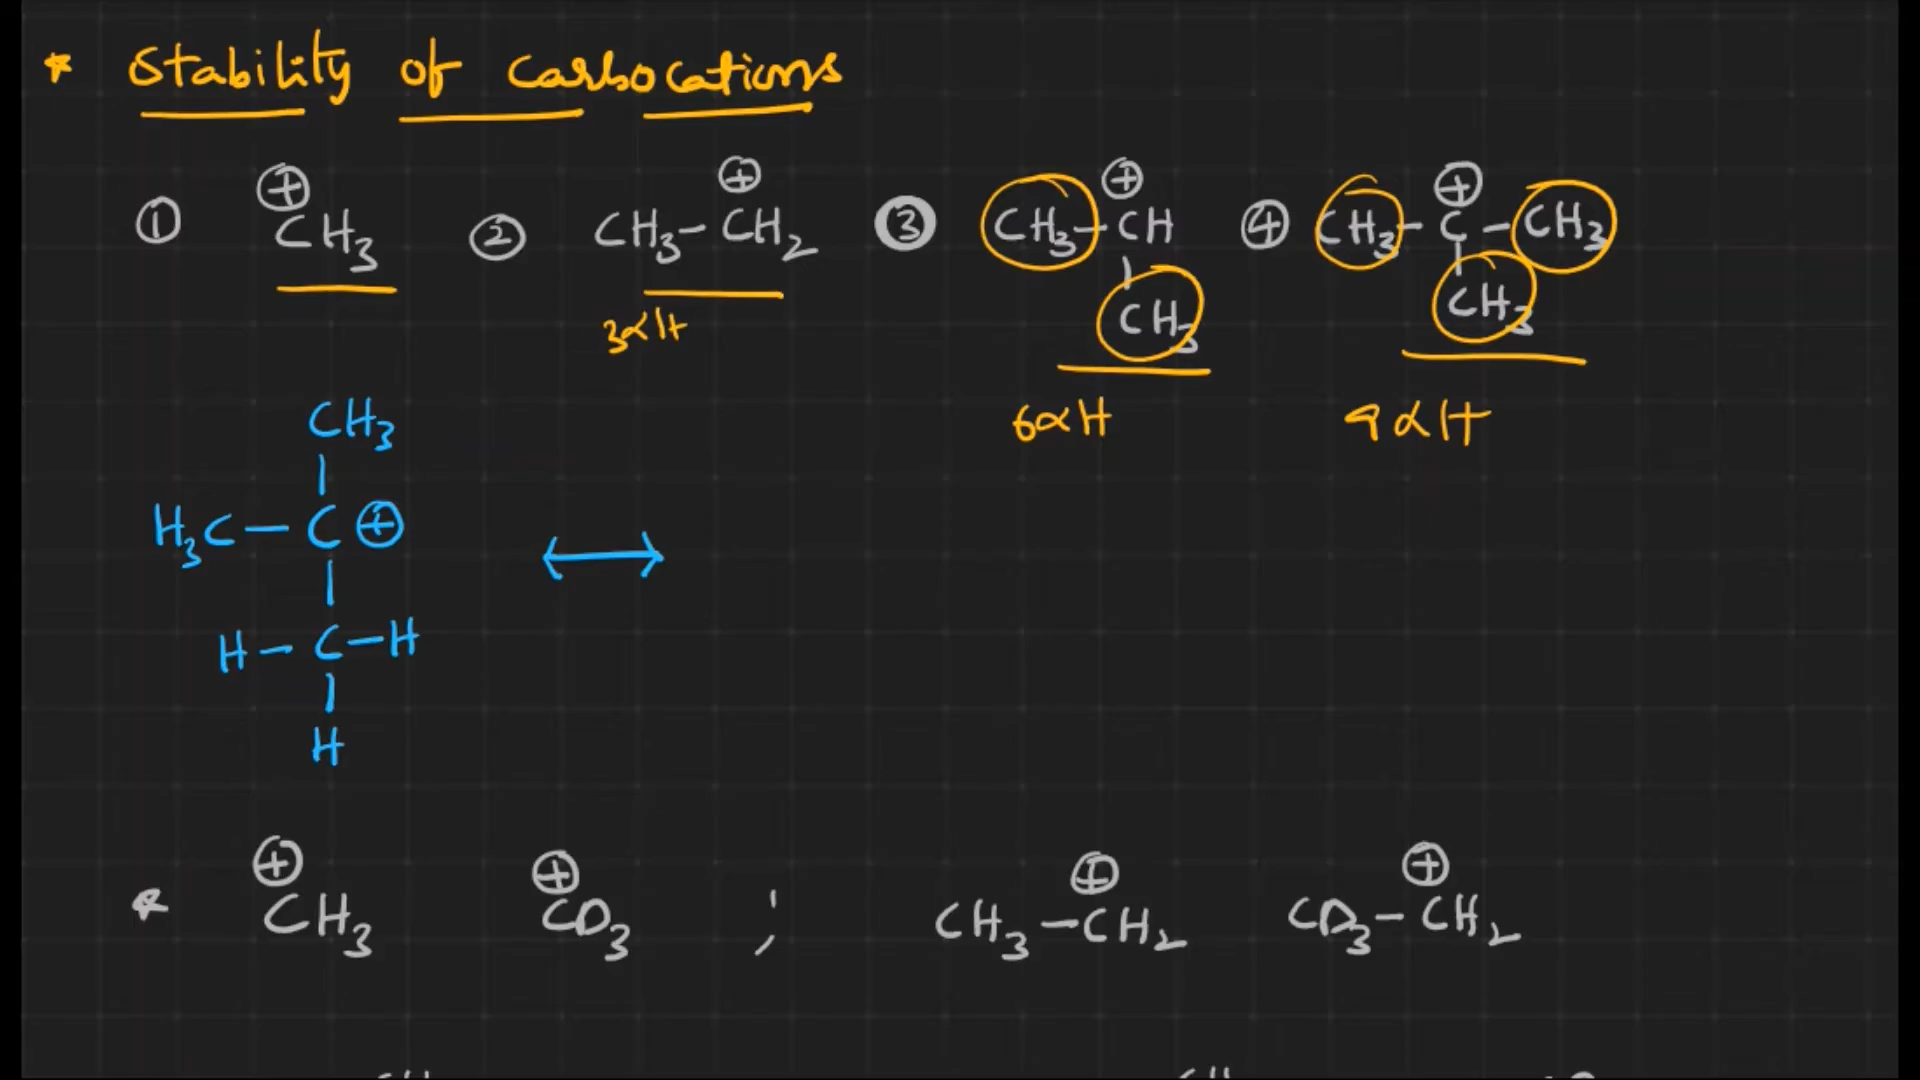 * Stability of carbocations
① ⊕CH3 ② CH3-CH2⊕ ③ CH3-CH⊕ ④ CH3-C⊕-CH3
CH3 CH3
3αH
6αH 9αH
CH3
|
H3C-C⊕ ↔
|
H-C-H
|
H
* ⊕CH3 ⊕CD3 ; CH3-CH2⊕ CD3-CH2⊕